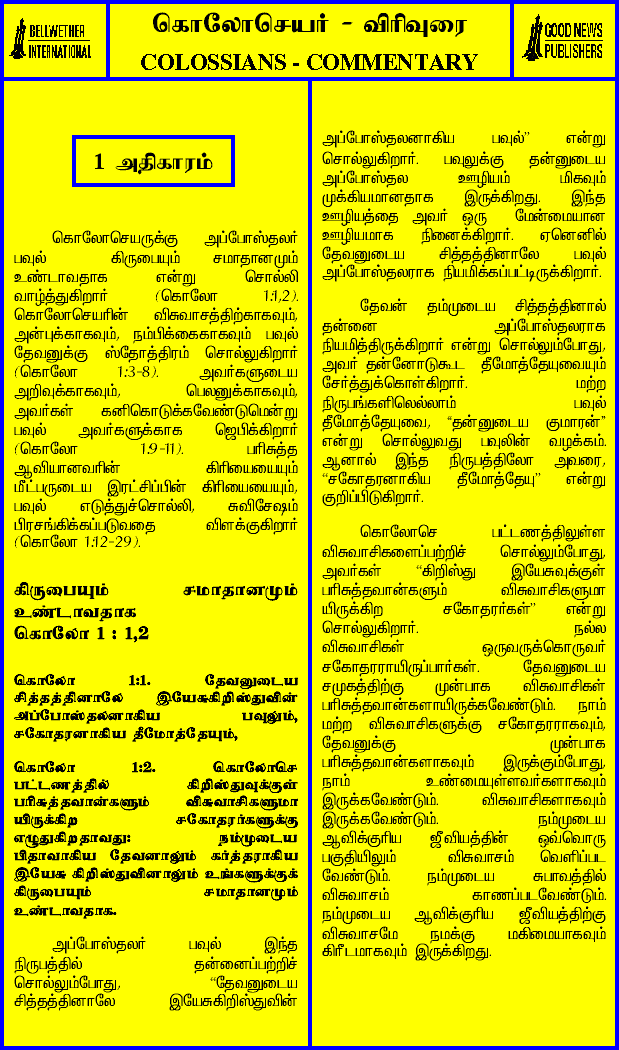 BELLWETHER
INTERNATIONAL
கொலோசெயர் - விரிவுரை
COLOSSIANS - COMMENTARY
GOOD NEWS
PUBLISHERS
1 அதிகாரம்
கொலோசெயருக்கு அப்போஸ்தலர்
பவுல் கிருபையும் சமாதானமும்
உண்டாவதாக என்று சொல்லி
வாழ்த்துகிறார் (கொலோ 1:1,2).
கொலோசெயரின் விசுவாசத்திற்காகவும்,
அன்புக்காகவும், நம்பிக்கைகாகவும் பவுல்
தேவனுக்கு ஸ்தோத்திரம் சொல்லுகிறார்
(கொலோ 1:3-8). அவர்களுடைய
அறிவுக்காகவும், பெலனுக்காகவும்,
அவர்கள் கனிகொடுக்கவேண்டுமென்று
பவுல் அவர்களுக்காக ஜெபிக்கிறார்
(கொலோ 1:9-11). பரிசுத்த
ஆவியானவரின் கிரியையையும்
மீட்பருடைய இரட்சிப்பின் கிரியையையும்,
பவுல் எடுத்துச்சொல்லி, சுவிசேஷம்
பிரசங்கிக்கப்படுவதை விளக்குகிறார்
(கொலோ 1:12-29).
கிருபையும் சமாதானமும்
உண்டாவதாக
கொலோ 1 : 1,2
கொலோ 1:1. தேவனுடைய
சித்தத்தினாலே இயேசுகிறிஸ்துவின்
அப்போஸ்தலனாகிய பவுலும்,
சகோதரனாகிய தீமோத்தேயும்,
கொலோ 1:2. கொலோசெ
பட்டணத்தில் கிறிஸ்துவுக்குள்
பரிசுத்தவான்களும் விசுவாசிகளுமா
யிருக்கிற சகோதரர்களுக்கு
எழுதுகிறதாவது: நம்முடைய
பிதாவாகிய தேவனாலும் கர்த்தராகிய
இயேசு கிறிஸ்துவினாலும் உங்களுக்குக்
கிருபையும் சமாதானமும்
உண்டாவதாக.
அப்போஸ்தலர் பவுல் இந்த
நிருபத்தில் தன்னைப்பற்றிச்
சொல்லும்போது, “தேவனுடைய
சித்தத்தினாலே இயேசுகிறிஸ்துவின்
அப்போஸ்தலனாகிய பவுல்” என்று
சொல்லுகிறார். பவுலுக்கு தன்னுடைய
அப்போஸ்தல ஊழியம் மிகவும்
முக்கியமானதாக இருக்கிறது. இந்த
ஊழியத்தை அவர் ஒரு மேன்மையான
ஊழியமாக நினைக்கிறார். ஏனெனில்
தேவனுடைய சித்தத்தினாலே பவுல்
அப்போஸ்தலராக நியமிக்கப்பட்டிருக்கிறார்.
தேவன் தம்முடைய சித்தத்தினால்
தன்னை அப்போஸ்தலராக
நியமித்திருக்கிறார் என்று சொல்லும்போது,
அவர் தன்னோடுகூட தீமோத்தேயுவையும்
சேர்த்துக்கொள்கிறார். மற்ற
நிருபங்களிலெல்லாம் பவுல்
தீமோத்தேயுவை, “தன்னுடைய குமாரன்”
என்று சொல்லுவது பவுலின் வழக்கம்.
ஆனால் இந்த நிருபத்திலோ அவரை,
“சகோதரனாகிய தீமோத்தேயு” என்று
குறிப்பிடுகிறார்.
கொலோசெ பட்டணத்திலுள்ள
விசுவாசிகளைப்பற்றிச் சொல்லும்போது,
அவர்கள் “கிறிஸ்து இயேசுவுக்குள்
பரிசுத்தவான்களும் விசுவாசிகளுமா
யிருக்கிற சகோதரர்கள்” என்று
சொல்லுகிறார். நல்ல
விசுவாசிகள் ஒருவருக்கொருவர்
சகோதரராயிருப்பார்கள். தேவனுடைய
சமுகத்திற்கு முன்பாக விசுவாசிகள்
பரிசுத்தவான்களாயிருக்கவேண்டும். நாம்
மற்ற விசுவாசிகளுக்கு சகோதரராகவும்,
தேவனுக்கு முன்பாக
பரிசுத்தவான்களாகவும் இருக்கும்போது,
நாம் உண்மையுள்ளவர்களாகவும்
இருக்கவேண்டும். விசுவாசிகளாகவும்
இருக்கவேண்டும். நம்முடைய
ஆவிக்குரிய ஜீவியத்தின் ஒவ்வொரு
பகுதியிலும் விசுவாசம் வெளிப்பட
வேண்டும். நம்முடைய சுபாவத்தில்
விசுவாசம் காணப்படவேண்டும்.
நம்முடைய ஆவிக்குரிய ஜீவியத்திற்கு
விசுவாசமே நமக்கு மகிமையாகவும்
கிரீடமாகவும் இருக்கிறது.